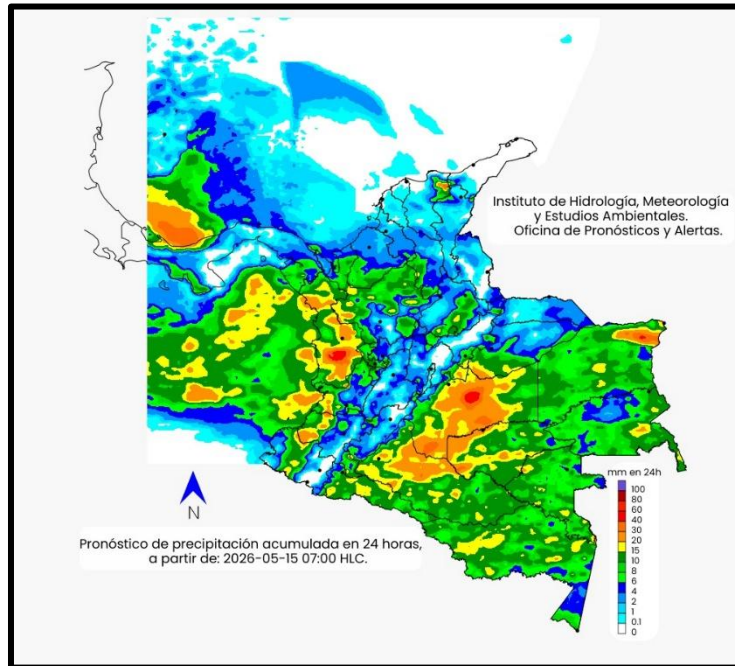 Instituto de Hidrología, Meteorología
y Estudios Ambientales.
Oficina de Pronósticos y Alertas.
mm en 24h
100
80
60
40
30
20
15
10
8
6
4
2
1
0.1
0
N
Pronóstico de precipitación acumulada en 24 horas,
a partir de: 2026-05-15 07:00 HLC.